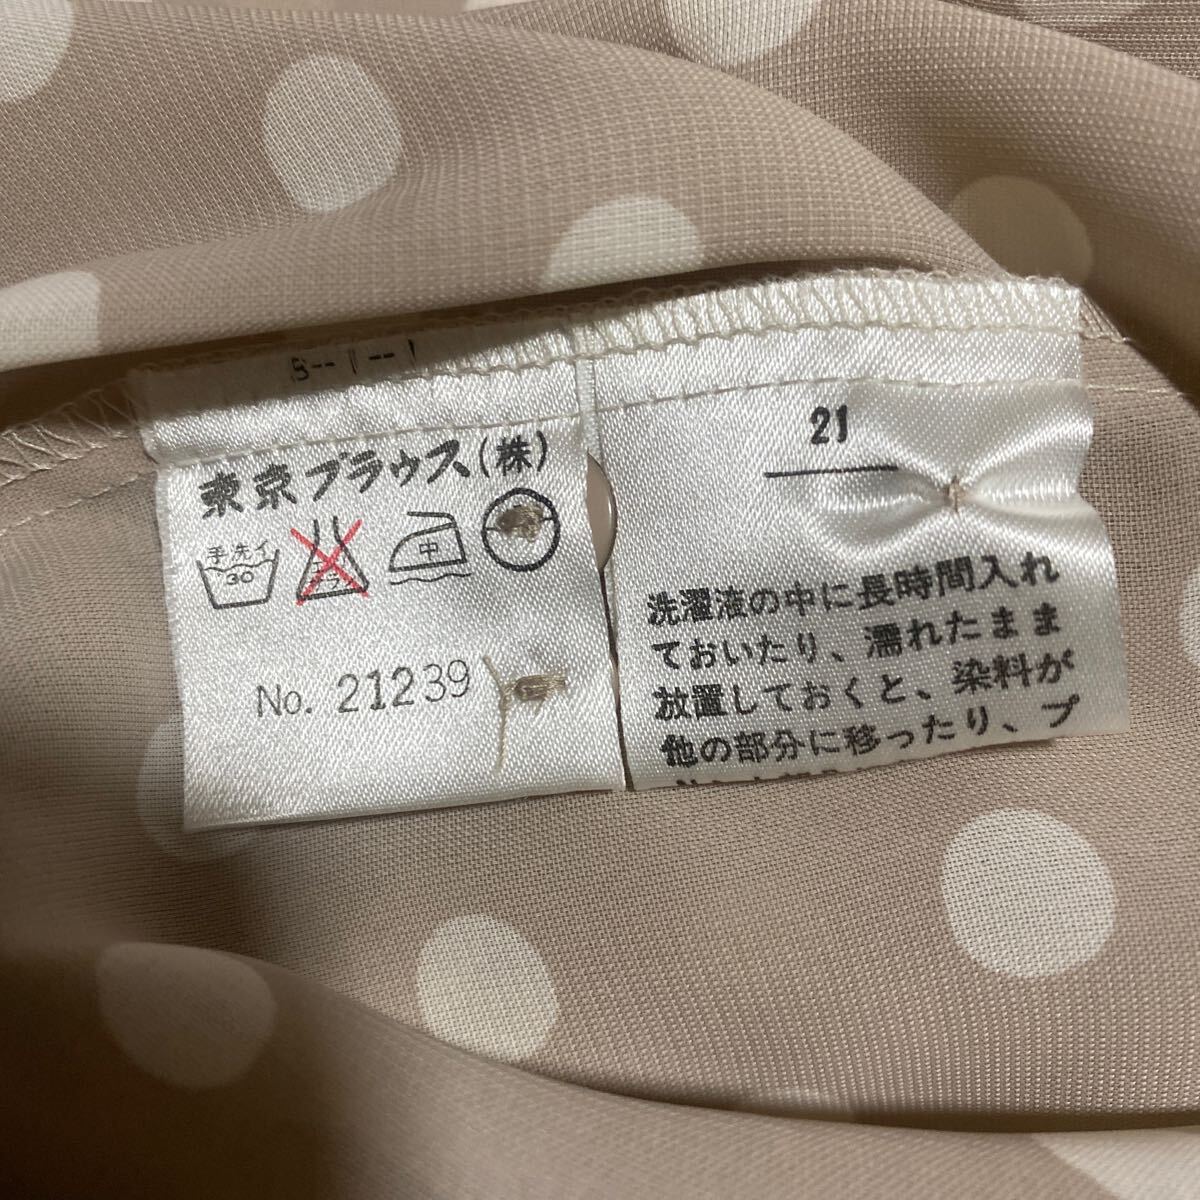 東京ブラウス(株)
手洗イ
30
中
No. 21239
21
洗濯液の中に長時間入れ
ておいたり、濡れたまま
放置しておくと、染料が
他の部分に移ったり、プ